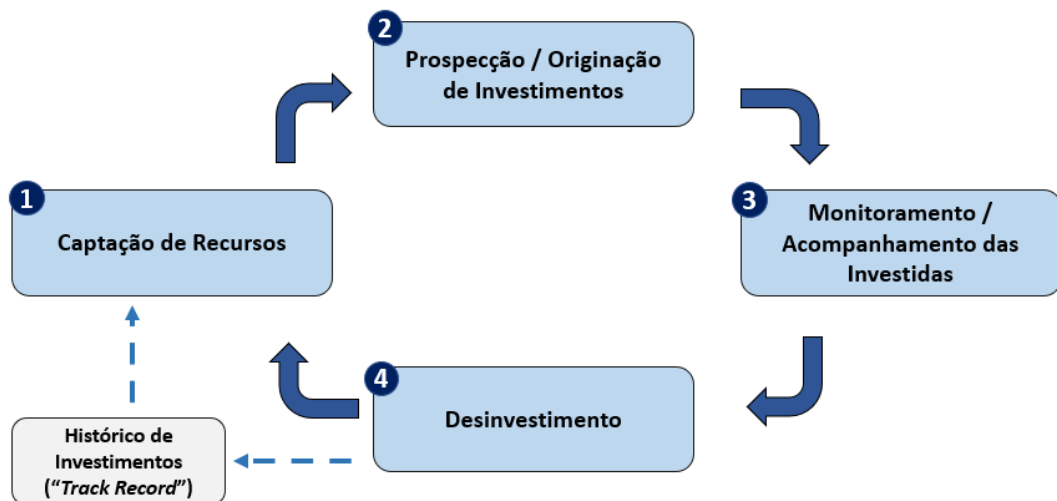 1
Captação de Recursos
2
Prospecção / Originação
de Investimentos
3
Monitoramento /
Acompanhamento das
Investidas
4
Desinvestimento
Histórico de
Investimentos
(“Track Record”)